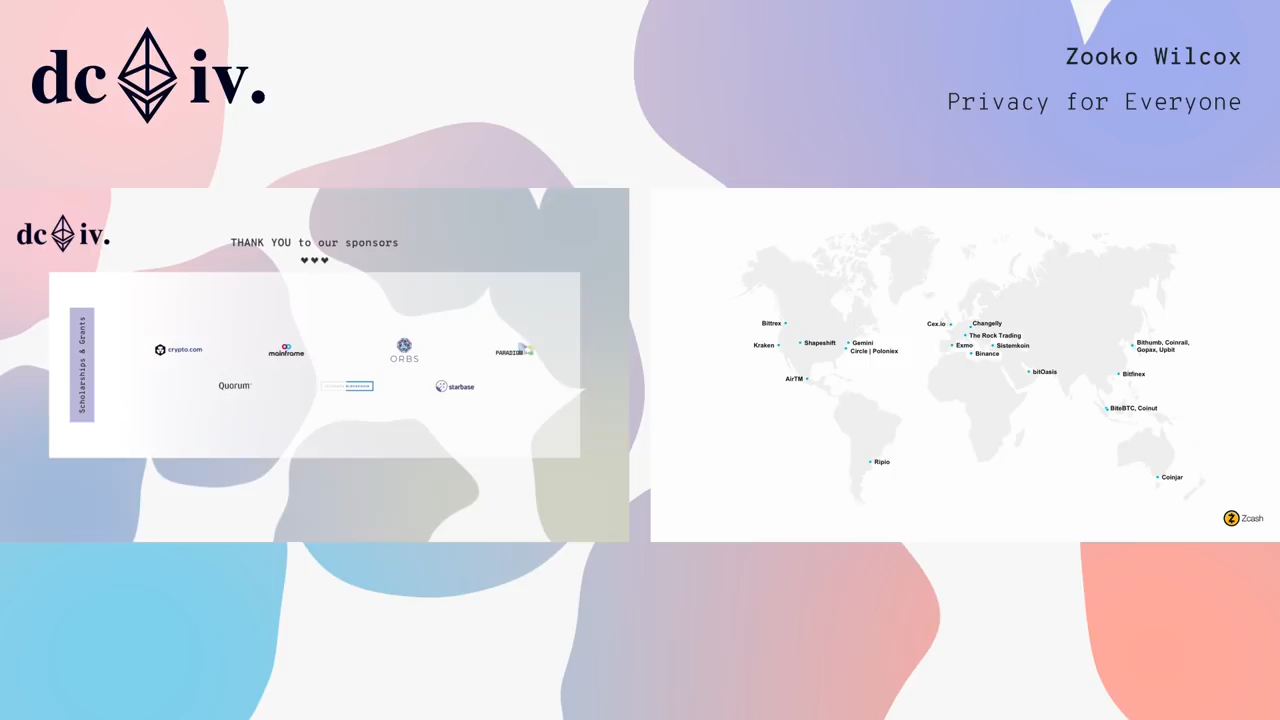 dc iv.
Zooko Wilcox
Privacy for Everyone
dc iv.
THANK YOU to our sponsors
Scholarships & Grants
crypto.com
mainframe
ORBS
PARADIGM
Quorum
starbase
Bittrex
Kraken
Shapeshift
Gemini
Circle | Poloniex
AirTM
Ripio
Cex.io
Changelly
The Rock Trading
Exmo
Sistemkoin
Binance
bitOasis
Bithumb, Coinrail,
Gopax, Upbit
Bitfinex
BiteBTC, Coinut
Coinjar
Zcash